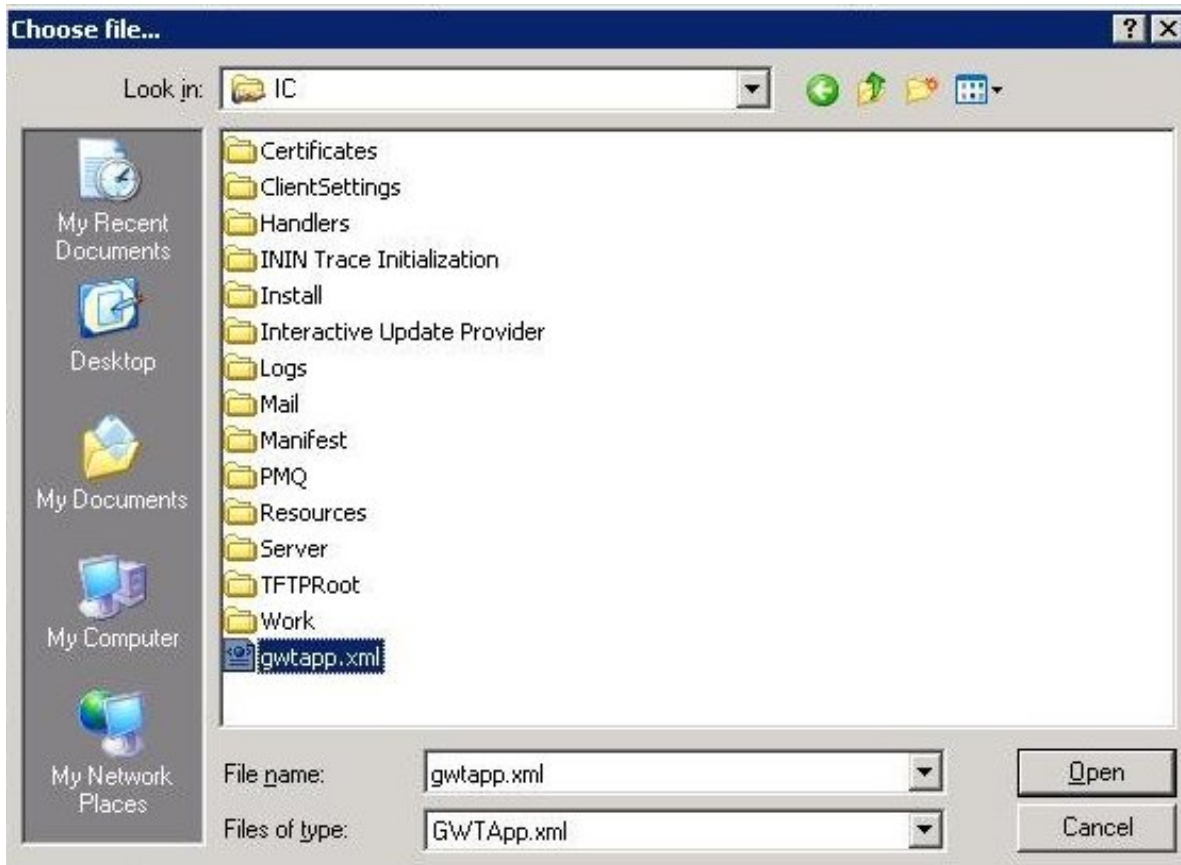 Choose file...
Look in:
IC
My Recent
Documents
Desktop
My Documents
My Computer
My Network
Places
Certificates
ClientSettings
Handlers
ININ Trace Initialization
Install
Interactive Update Provider
Logs
Mail
Manifest
PMQ
Resources
Server
TFTPRoot
Work
gwtapp.xml
File name:
gwtapp.xml
Open
Files of type:
GWTApp.xml
Cancel